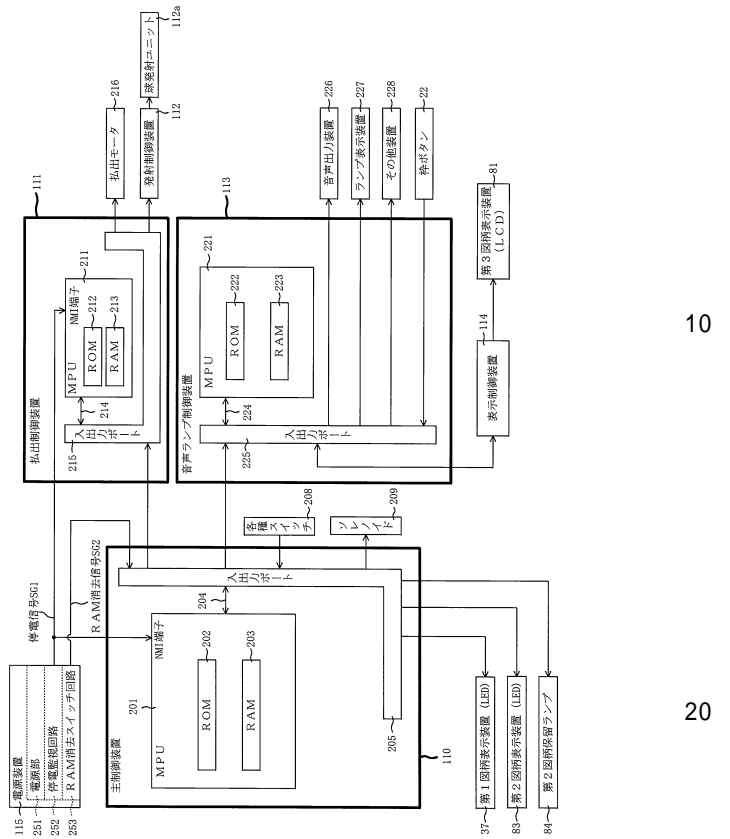 115 電源装置
251 電源部
252 停電監視回路
253 RAM消去スイッチ回路
停電信号SG1
RAM消去信号SG2
主制御装置
110
201
MPU
NMI端子
ROM 202
RAM 203
204
入出力ポート
205
各種スイッチ 208
ソレノイド 209
37 第1図柄表示装置(LED)
83 第2図柄表示装置(LED)
84 第2図柄保留ランプ
払出制御装置
111
215
入出力ポート
214
MPU
NMI端子 211
ROM 212
RAM 213
払出モータ 216
発射制御装置 112
球発射ユニット 112a
音声ランプ制御装置
113
225
入出力ポート
224
MPU
221
ROM 222
RAM 223
音声出力装置 226
ランプ表示装置 227
その他装置 228
枠ボタン 22
表示制御装置 114
第3図柄表示装置 81
(LCD)
10
20